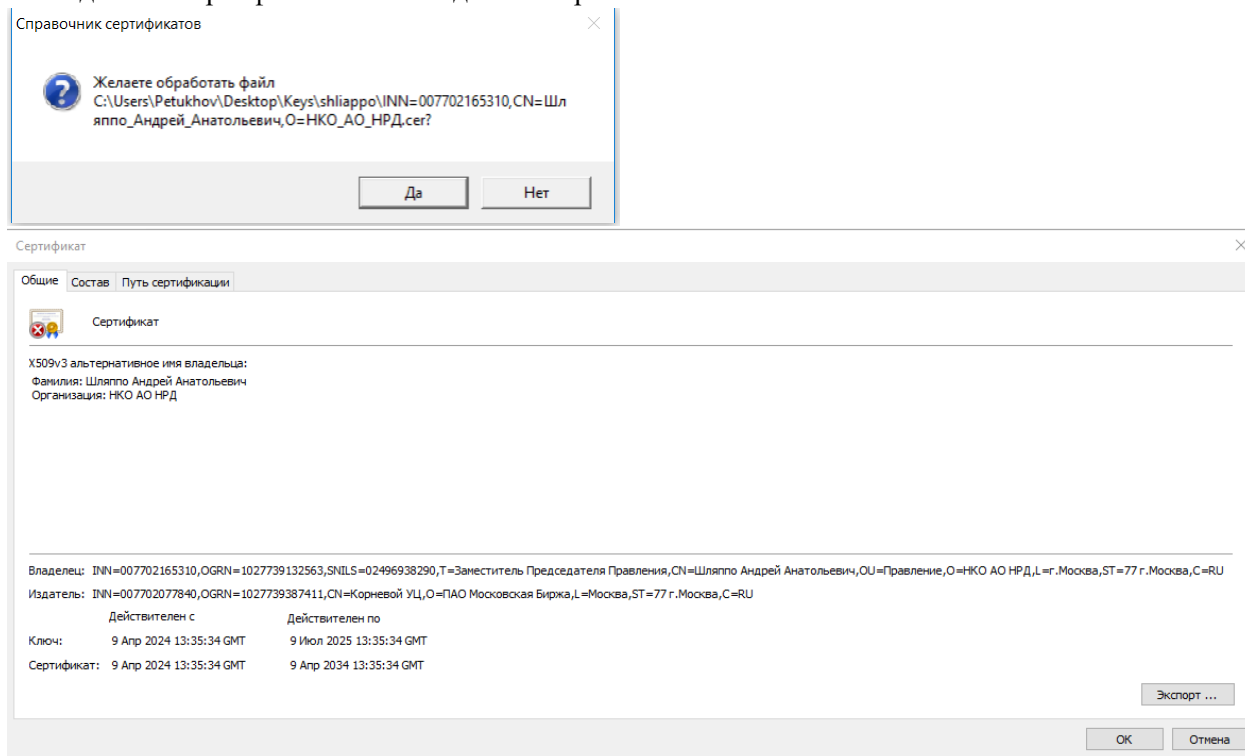 Справочник сертификатов
Желаете обработать файл
C:\Users\Petukhov\Desktop\Keys\shliappo\INN=007702165310,CN=Шл
яппо_Андрей_Анатольевич,O=НКО_АО_НРД.cer?
Да Нет
Сертификат
Общие Состав Путь сертификации
Сертификат
X509v3 альтернативное имя владельца:
Фамилия: Шляппо Андрей Анатольевич
Организация: НКО АО НРД
Владелец: INN=007702165310,OGRN=1027739132563,SNILS=02496938290,T=Заместитель Председателя Правления,CN=Шляппо Андрей Анатольевич,OU=Правление,O=НКО АО НРД,L=г.Москва,ST=77 г.Москва,C=RU
Издатель: INN=007702077840,OGRN=1027739387411,CN=Корневой УЦ,O=ПАО Московская Биржа,L=Москва,ST=77 г.Москва,C=RU
Действителен с Действителен по
Ключ: 9 Апр 2024 13:35:34 GMT 9 Июл 2025 13:35:34 GMT
Сертификат: 9 Апр 2024 13:35:34 GMT 9 Апр 2034 13:35:34 GMT
Экспорт ...
ОК Отмена